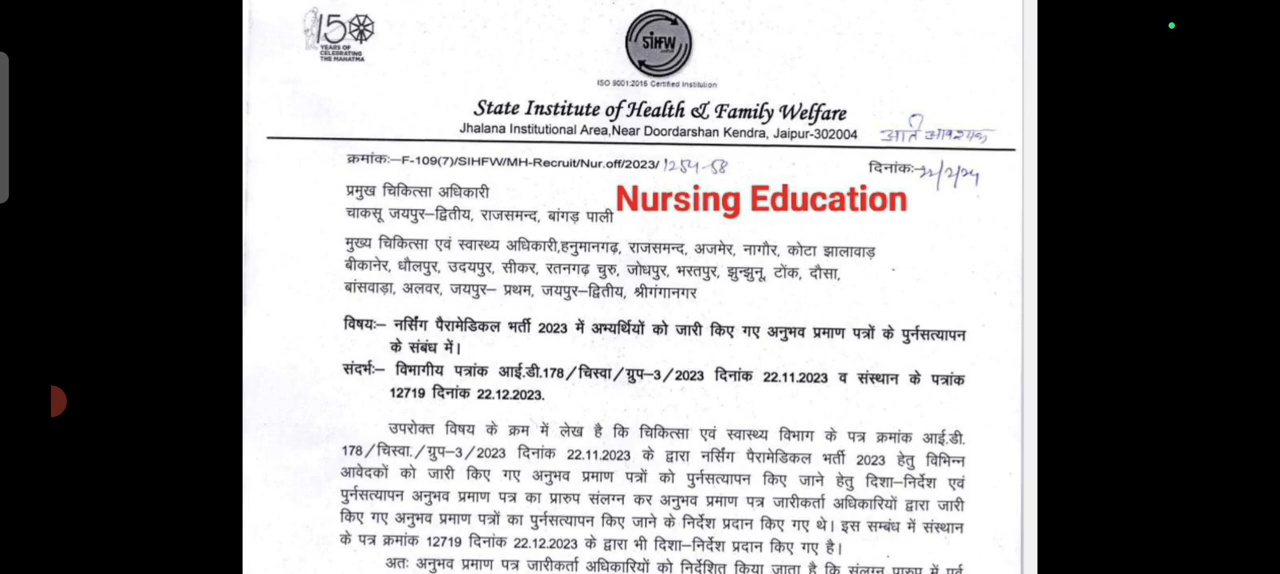 150
YEARS OF
CELEBRATING
THE MAHATMA
SIHFW
ISO 9001:2015 Certified Institution
State Institute of Health & Family Welfare
Jhalana Institutional Area,Near Doordarshan Kendra, Jaipur-302004
अति आवश्यक
क्रमांकः–F-109(7)/SIHFW/MH-Recruit/Nur.off/2023/1254-58
दिनांकः–
प्रमुख चिकित्सा अधिकारी
चाकसू जयपुर–द्वितीय, राजसमन्द, बांगड़ पाली
Nursing Education
मुख्य चिकित्सा एवं स्वास्थ्य अधिकारी,हनुमानगढ़, राजसमन्द, अजमेर, नागौर, कोटा झालावाड़
बीकानेर, धौलपुर, उदयपुर, सीकर, रतनगढ़ चुरु, जोधपुर, भरतपुर, झुन्झुनू, टोंक, दौसा,
बांसवाड़ा, अलवर, जयपुर– प्रथम, जयपुर–द्वितीय, श्रीगंगानगर
विषयः– नर्सिंग पैरामेडिकल भर्ती 2023 में अभ्यर्थियों को जारी किए गए अनुभव प्रमाण पत्रों के पुर्नसत्यापन
के संबंध में।
संदर्भः– विभागीय पत्रांक आई.डी.178/चिस्वा/ग्रुप–3/2023 दिनांक 22.11.2023 व संस्थान के पत्रांक
12719 दिनांक 22.12.2023.
उपरोक्त विषय के क्रम में लेख है कि चिकित्सा एवं स्वास्थ्य विभाग के पत्र क्रमांक आई.डी.
178/चिस्वा./ग्रुप–3/2023 दिनांक 22.11.2023 के द्वारा नर्सिंग पैरामेडिकल भर्ती 2023 हेतु विभिन्न
आवेदकों को जारी किए गए अनुभव प्रमाण पत्रों को पुर्नसत्यापन किए जाने हेतु दिशा–निर्देश एवं
पुर्नसत्यापन अनुभव प्रमाण पत्र का प्रारुप संलग्न कर अनुभव प्रमाण पत्र जारीकर्ता अधिकारियों द्वारा जारी
किए गए अनुभव प्रमाण पत्रों का पुर्नसत्यापन किए जाने के निर्देश प्रदान किए गए थे। इस सम्बंध में संस्थान
के पत्र क्रमांक 12719 दिनांक 22.12.2023 के द्वारा भी दिशा–निर्देश प्रदान किए गए है।
अतः अनुभव प्रमाण पत्र जारीकर्ता अधिकारियों को निर्देशित किया जाता है कि संलग्न प्रारुप में पूर्व